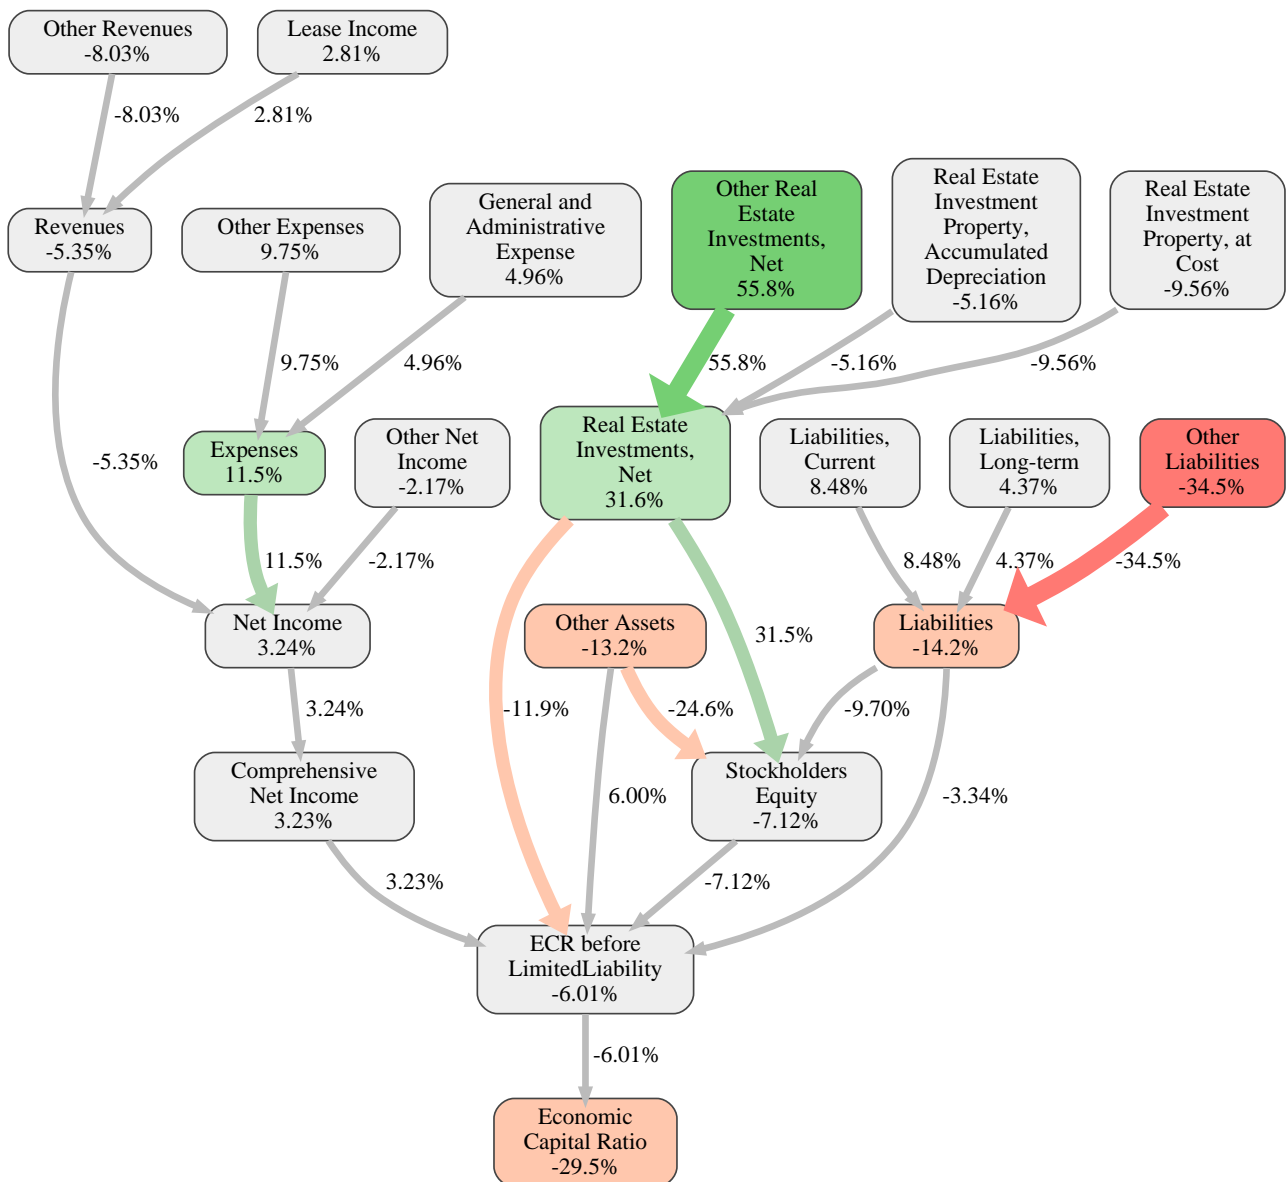 Other Revenues
-8.03%
Lease Income
2.81%
-8.03%
2.81%
Revenues
-5.35%
Other Expenses
9.75%
General and
Administrative
Expense
4.96%
Other Real
Estate
Investments,
Net
55.8%
Real Estate
Investment
Property,
Accumulated
Depreciation
-5.16%
Real Estate
Investment
Property, at
Cost
-9.56%
9.75%
4.96%
55.8%
-5.16%
-9.56%
-5.35%
Expenses
11.5%
Other Net
Income
-2.17%
Real Estate
Investments,
Net
31.6%
Liabilities,
Current
8.48%
Liabilities,
Long-term
4.37%
Other
Liabilities
-34.5%
11.5%
-2.17%
8.48%
4.37%
-34.5%
Net Income
3.24%
Other Assets
-13.2%
31.5%
Liabilities
-14.2%
3.24%
-11.9%
-24.6%
-9.70%
Comprehensive
Net Income
3.23%
6.00%
Stockholders
Equity
-7.12%
-3.34%
3.23%
-7.12%
ECR before
LimitedLiability
-6.01%
-6.01%
Economic
Capital Ratio
-29.5%